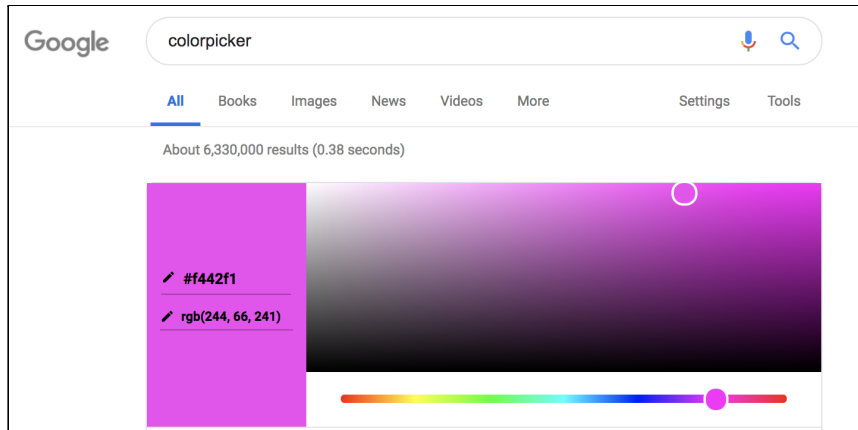 Google
colorpicker
All Books Images News Videos More Settings Tools
About 6,330,000 results (0.38 seconds)
#f442f1
rgb(244, 66, 241)